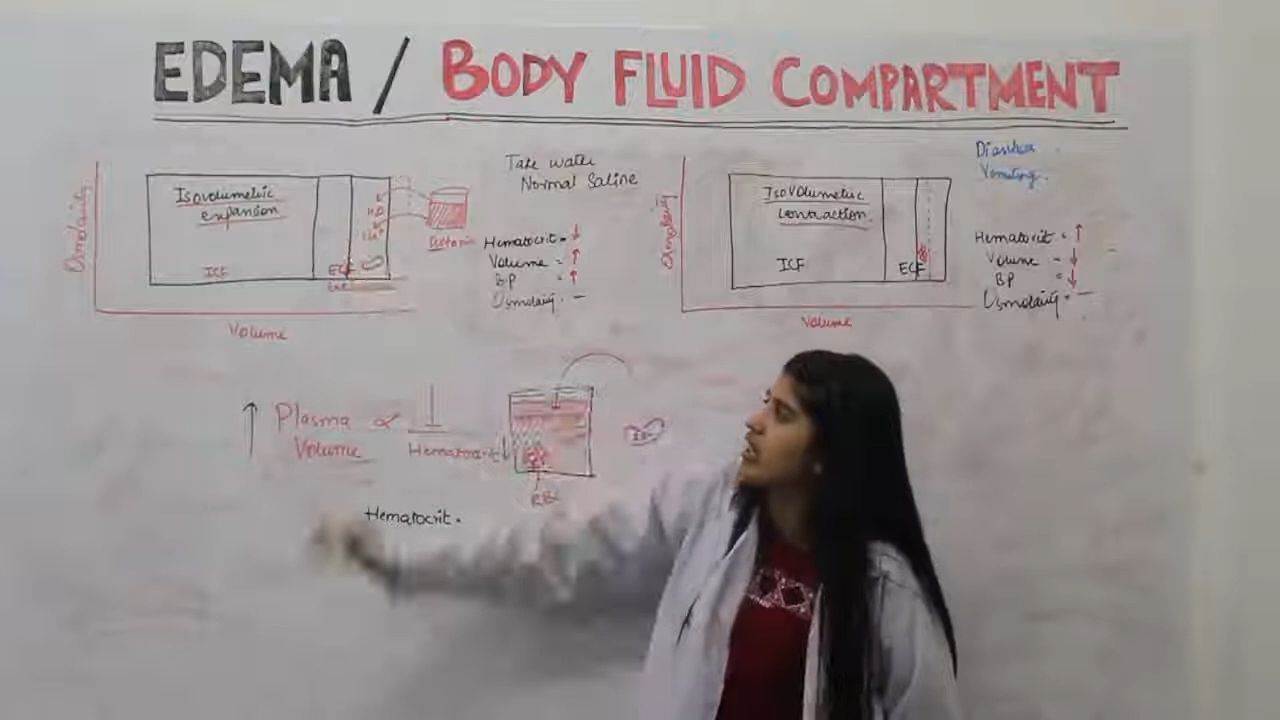 EDEMA / BODY FLUID COMPARTMENT
Osmolarity
Isovolumetric
expansion
ICF
ECF
Volume
Take water
Normal Saline
Hematocrit = ↓
Volume = ↑
BP = ↑
Osmolarity = –
Osmolarity
Isovolumetric
contraction
ICF
ECF
Volume
Diarrhea
Vomiting
Hematocrit = ↑
Volume = ↓
BP = ↓
Osmolarity = –
↑ Plasma ∝ 1
Volume
Hematocrit ↓
RBC
Hematocrit